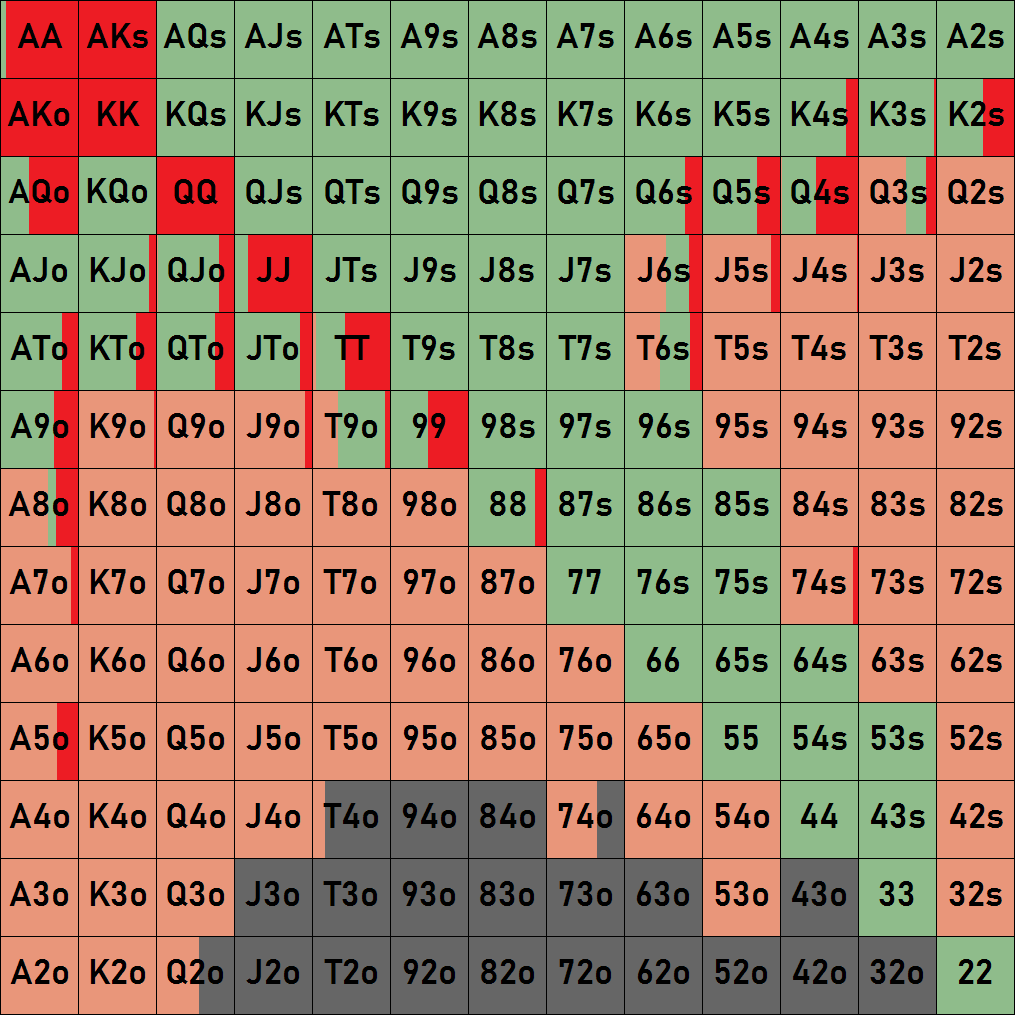 AA AKs AQs AJs ATs A9s A8s A7s A6s A5s A4s A3s A2s
AKo KK KQs KJs KTs K9s K8s K7s K6s K5s K4s K3s K2s
AQo KQo QQ QJs QTs Q9s Q8s Q7s Q6s Q5s Q4s Q3s Q2s
AJo KJo QJo JJ JTs J9s J8s J7s J6s J5s J4s J3s J2s
ATo KTo QTo JTo TT T9s T8s T7s T6s T5s T4s T3s T2s
A9o K9o Q9o J9o T9o 99 98s 97s 96s 95s 94s 93s 92s
A8o K8o Q8o J8o T8o 98o 88 87s 86s 85s 84s 83s 82s
A7o K7o Q7o J7o T7o 97o 87o 77 76s 75s 74s 73s 72s
A6o K6o Q6o J6o T6o 96o 86o 76o 66 65s 64s 63s 62s
A5o K5o Q5o J5o T5o 95o 85o 75o 65o 55 54s 53s 52s
A4o K4o Q4o J4o T4o 94o 84o 74o 64o 54o 44 43s 42s
A3o K3o Q3o J3o T3o 93o 83o 73o 63o 53o 43o 33 32s
A2o K2o Q2o J2o T2o 92o 82o 72o 62o 52o 42o 32o 22